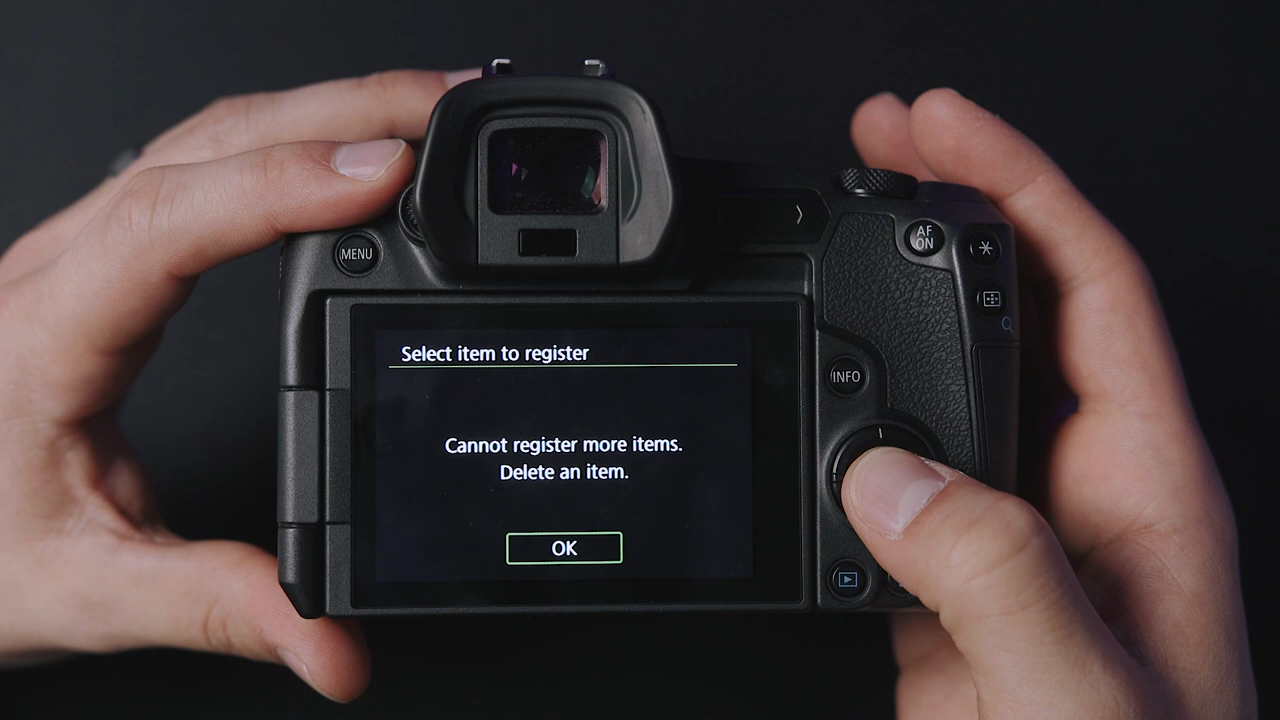 MENU
AF
ON
Select item to register
INFO
Cannot register more items.
Delete an item.
OK